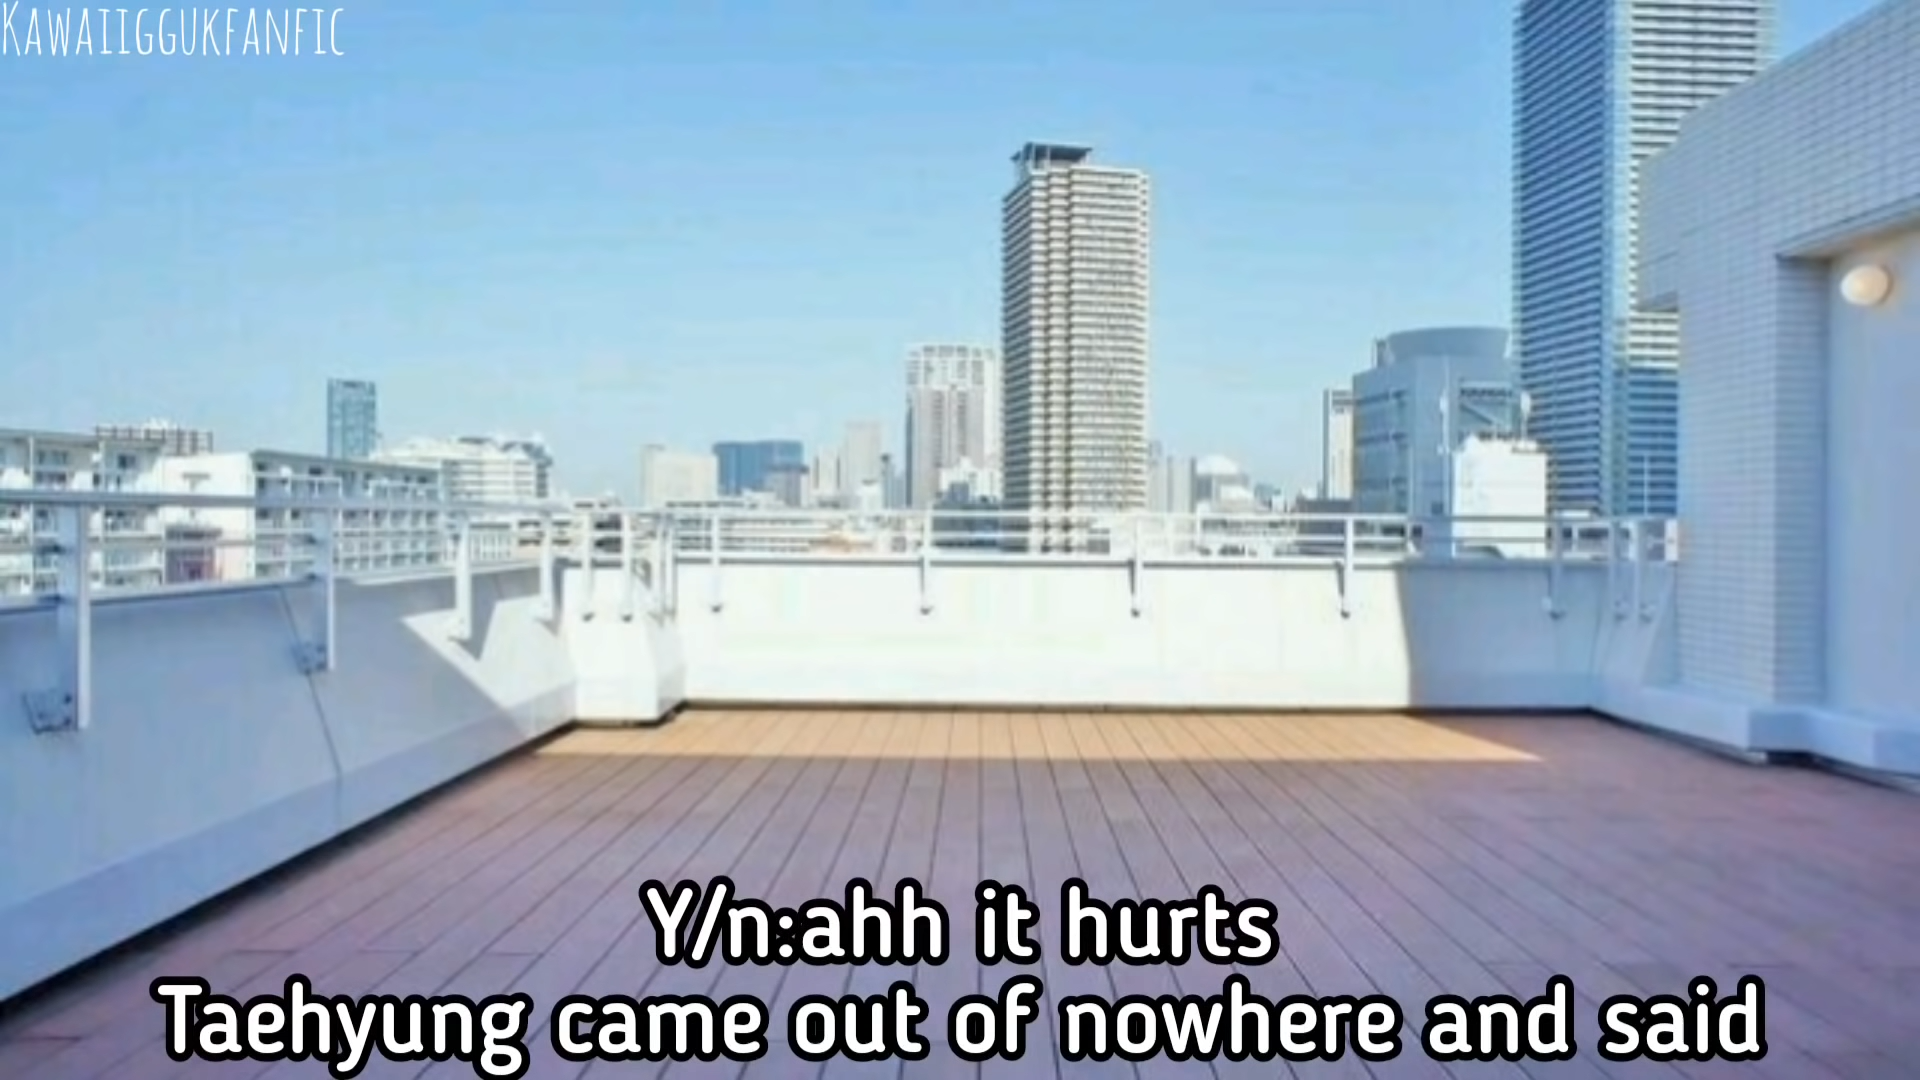 Kawaiiggukfanfic
Y/n:ahh it hurts
Taehyung came out of nowhere and said